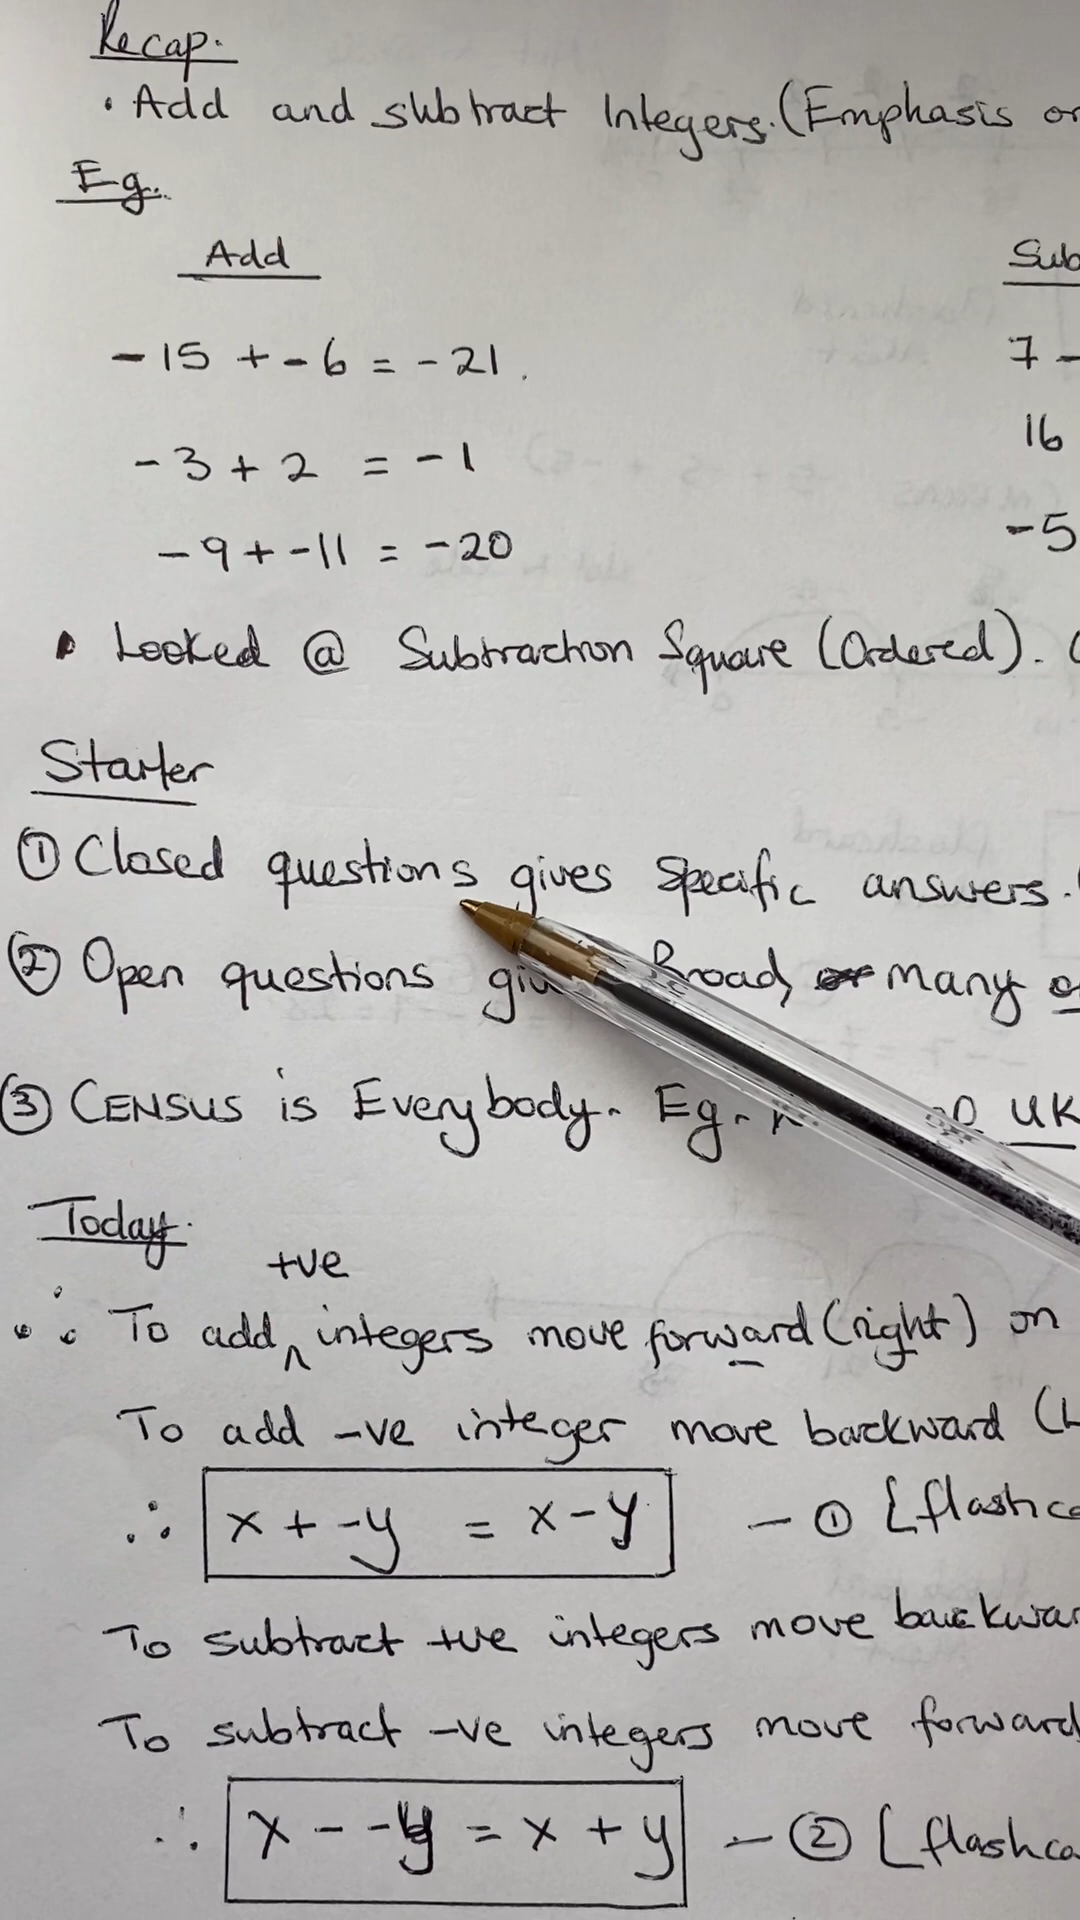 Recap.
• Add and subtract Integers. (Emphasis
Eg.
Add
Sub
-15 + -6 = -21.
7 -
-3 + 2 = -1
16
-9 + -11 = -20
-5
• Looked @ Subtraction Square (Ordered). (
Starter
① Closed questions gives specific answers.
② Open questions Broad, many
③ CENSUS is Everybody. Eg. UK
Today.
+ve
∴ To add ʌ integers move forward (right) on
To add -ve integer move backward (L
∴ x + -y = x - y - ① [flashca
To subtract +ve integers move backwar
To subtract -ve integers move forward
∴ x - -y = x + y - ② [flashca